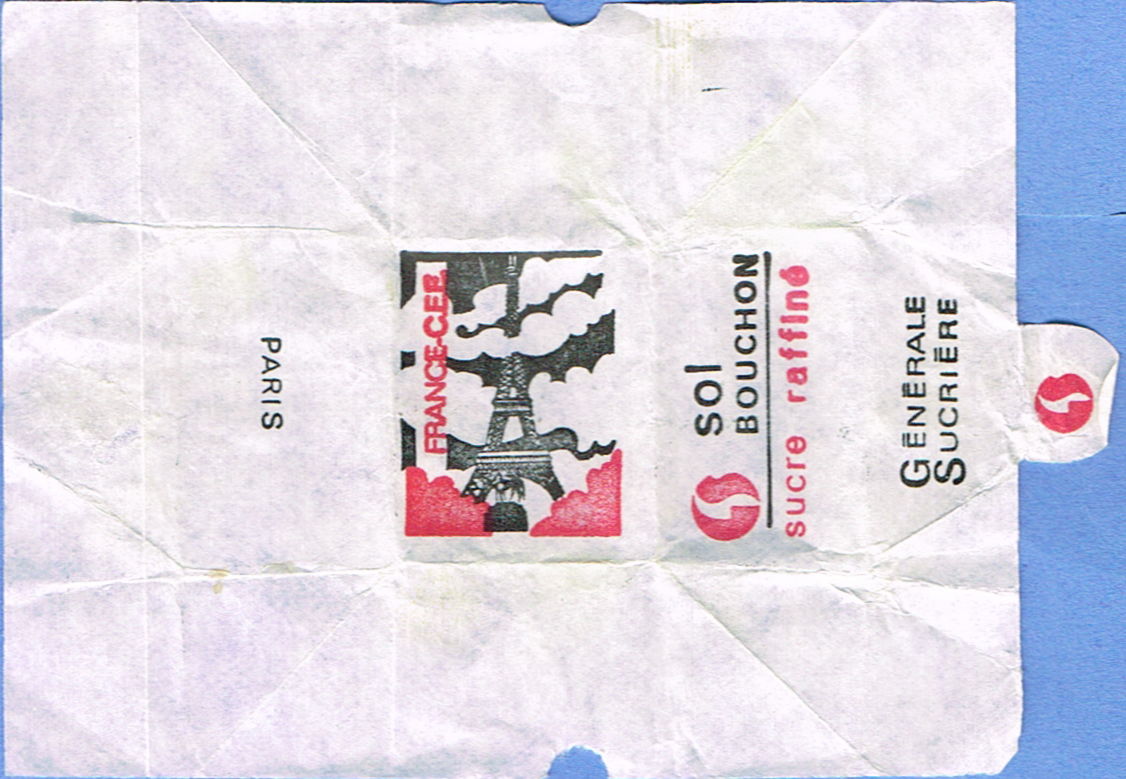 PARIS
FRANCE-C.E.E.
sol
BOUCHON
sucre raffiné
GÉNÉRALE
SUCRIÈRE